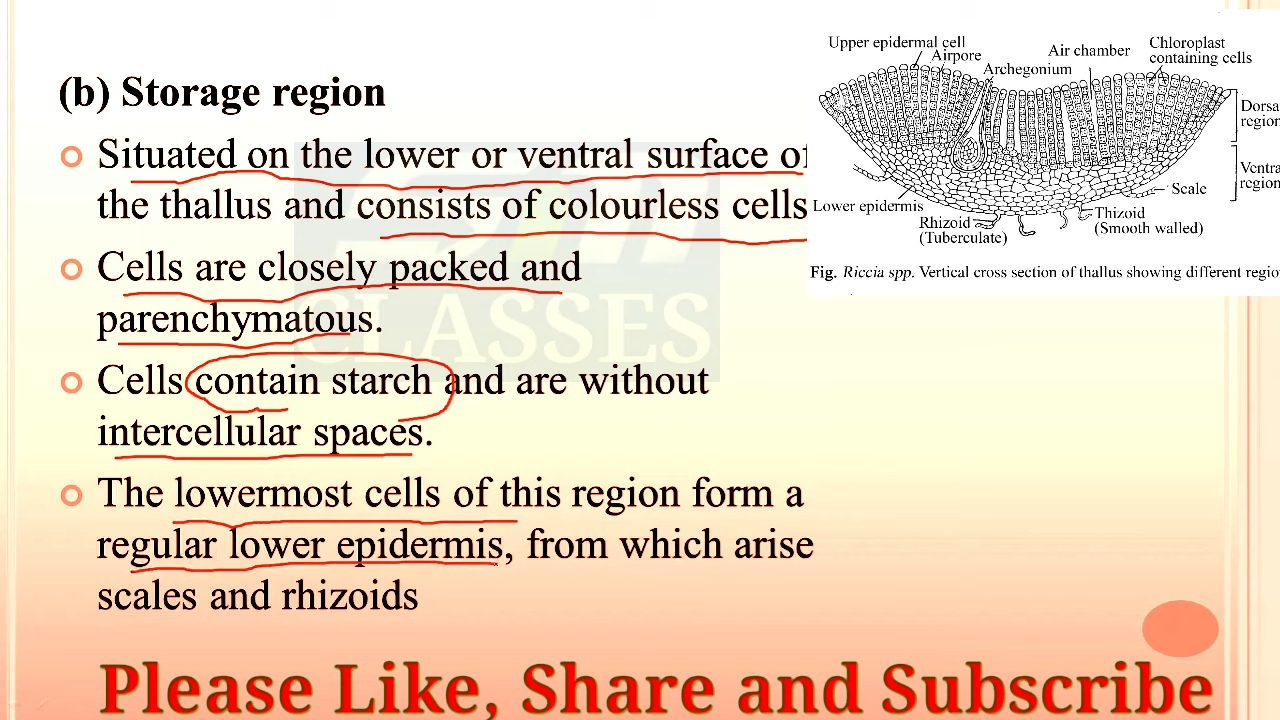 (b) Storage region
Situated on the lower or ventral surface of
the thallus and consists of colourless cells
Cells are closely packed and
parenchymatous.
Cells contain starch and are without
intercellular spaces.
The lowermost cells of this region form a
regular lower epidermis, from which arise
scales and rhizoids
Upper epidermal cell
Airpore
Archegonium
Air chamber
Chloroplast
containing cells
Dorsa
region
Ventra
region
Scale
Lower epidermis
Rhizoid
(Tuberculate)
Thizoid
(Smooth walled)
Fig. Riccia spp. Vertical cross section of thallus showing different regio
CLASSES
Please Like, Share and Subscribe